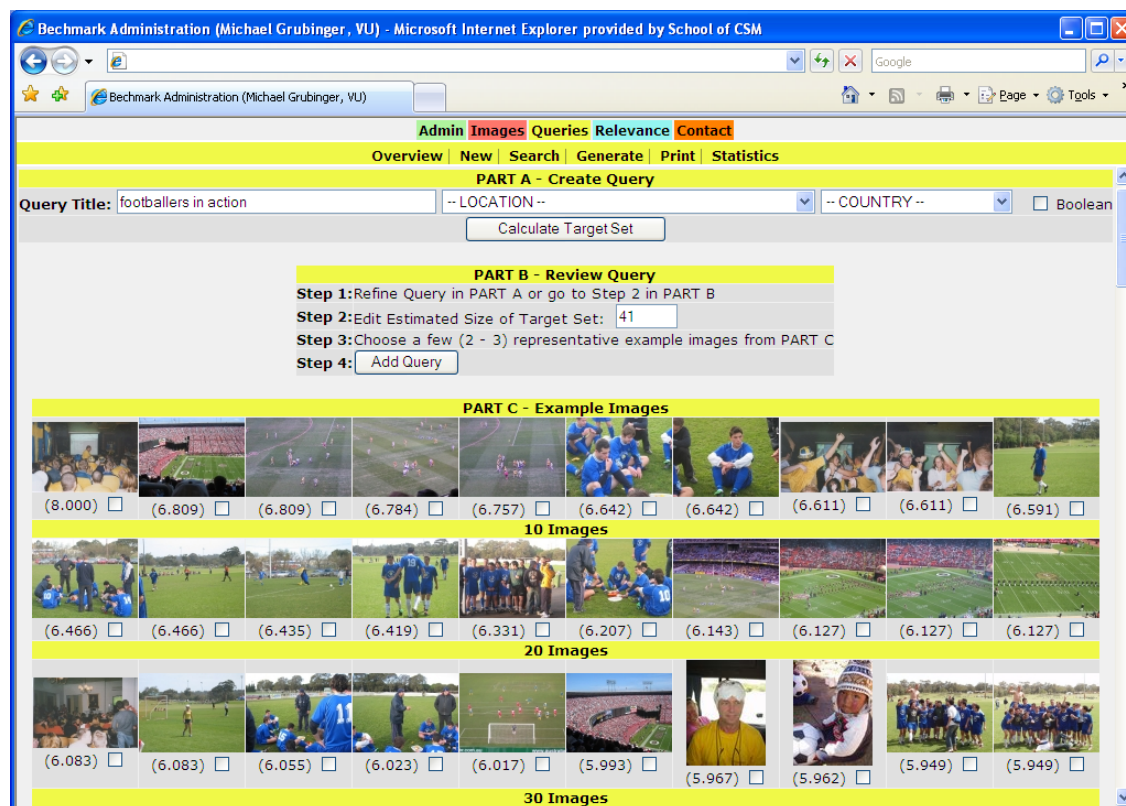 Bechmark Administration (Michael Grubinger, VU) - Microsoft Internet Explorer provided by School of CSM
Google
Bechmark Administration (Michael Grubinger, VU)
Page Tools
Admin Images Queries Relevance Contact
Overview | New | Search | Generate | Print | Statistics
PART A - Create Query
Query Title: footballers in action -- LOCATION -- -- COUNTRY -- Boolean
Calculate Target Set
PART B - Review Query
Step 1: Refine Query in PART A or go to Step 2 in PART B
Step 2: Edit Estimated Size of Target Set: 41
Step 3: Choose a few (2 - 3) representative example images from PART C
Step 4: Add Query
PART C - Example Images
(8.000) (6.809) (6.809) (6.784) (6.757) (6.642) (6.642) (6.611) (6.611) (6.591)
10 Images
(6.466) (6.466) (6.435) (6.419) (6.331) (6.207) (6.143) (6.127) (6.127) (6.127)
20 Images
(6.083) (6.083) (6.055) (6.023) (6.017) (5.993) (5.967) (5.962) (5.949) (5.949)
30 Images